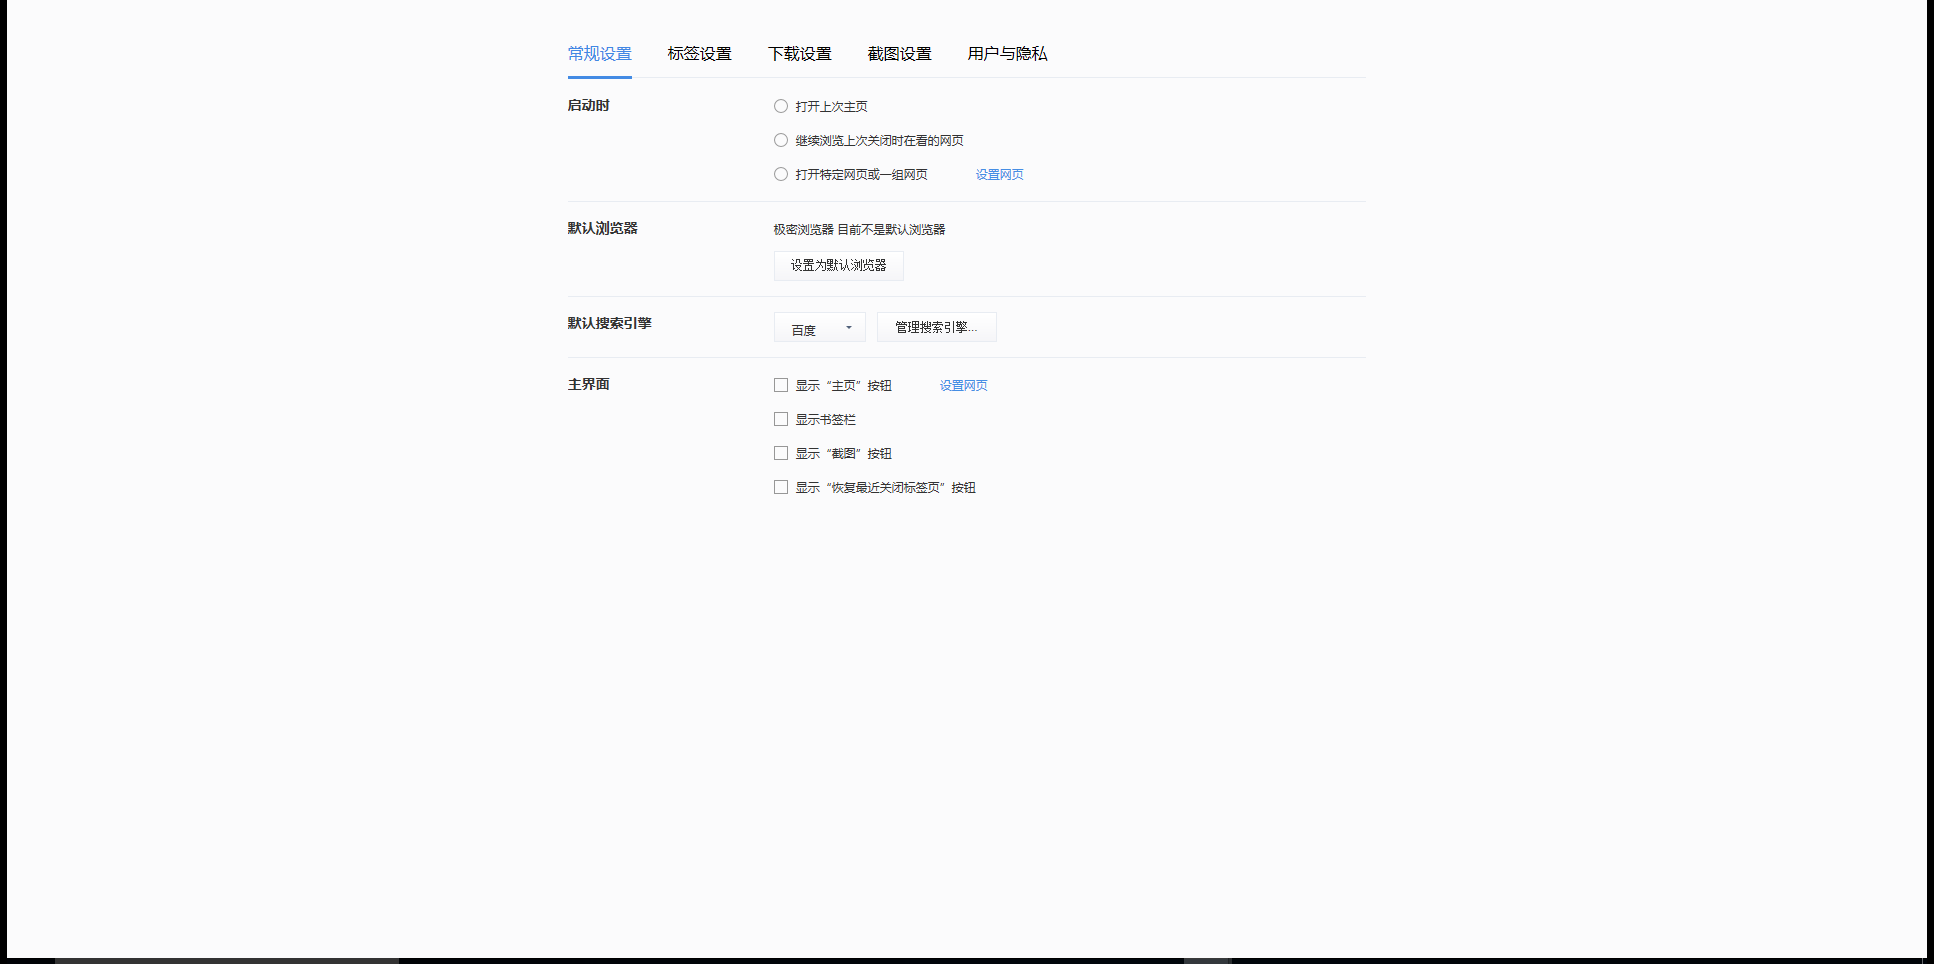 常规设置 标签设置 下载设置 截图设置 用户与隐私
启动时 打开上次主页
继续浏览上次关闭时在看的网页
打开特定网页或一组网页 设置网页
默认浏览器 极密浏览器 目前不是默认浏览器
设置为默认浏览器
默认搜索引擎 百度 管理搜索引擎...
主界面 显示“主页”按钮 设置网页
显示书签栏
显示“截图”按钮
显示“恢复最近关闭标签页”按钮